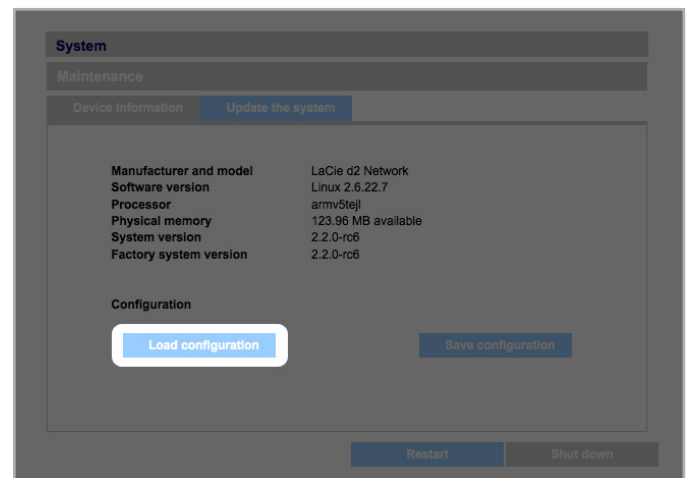 System
Maintenance
Device Information Update the system
Manufacturer and model LaCie d2 Network
Software version Linux 2.6.22.7
Processor armv5tejl
Physical memory 123.96 MB available
System version 2.2.0-rc6
Factory system version 2.2.0-rc6
Configuration
Load configuration Save configuration
Restart Shut down